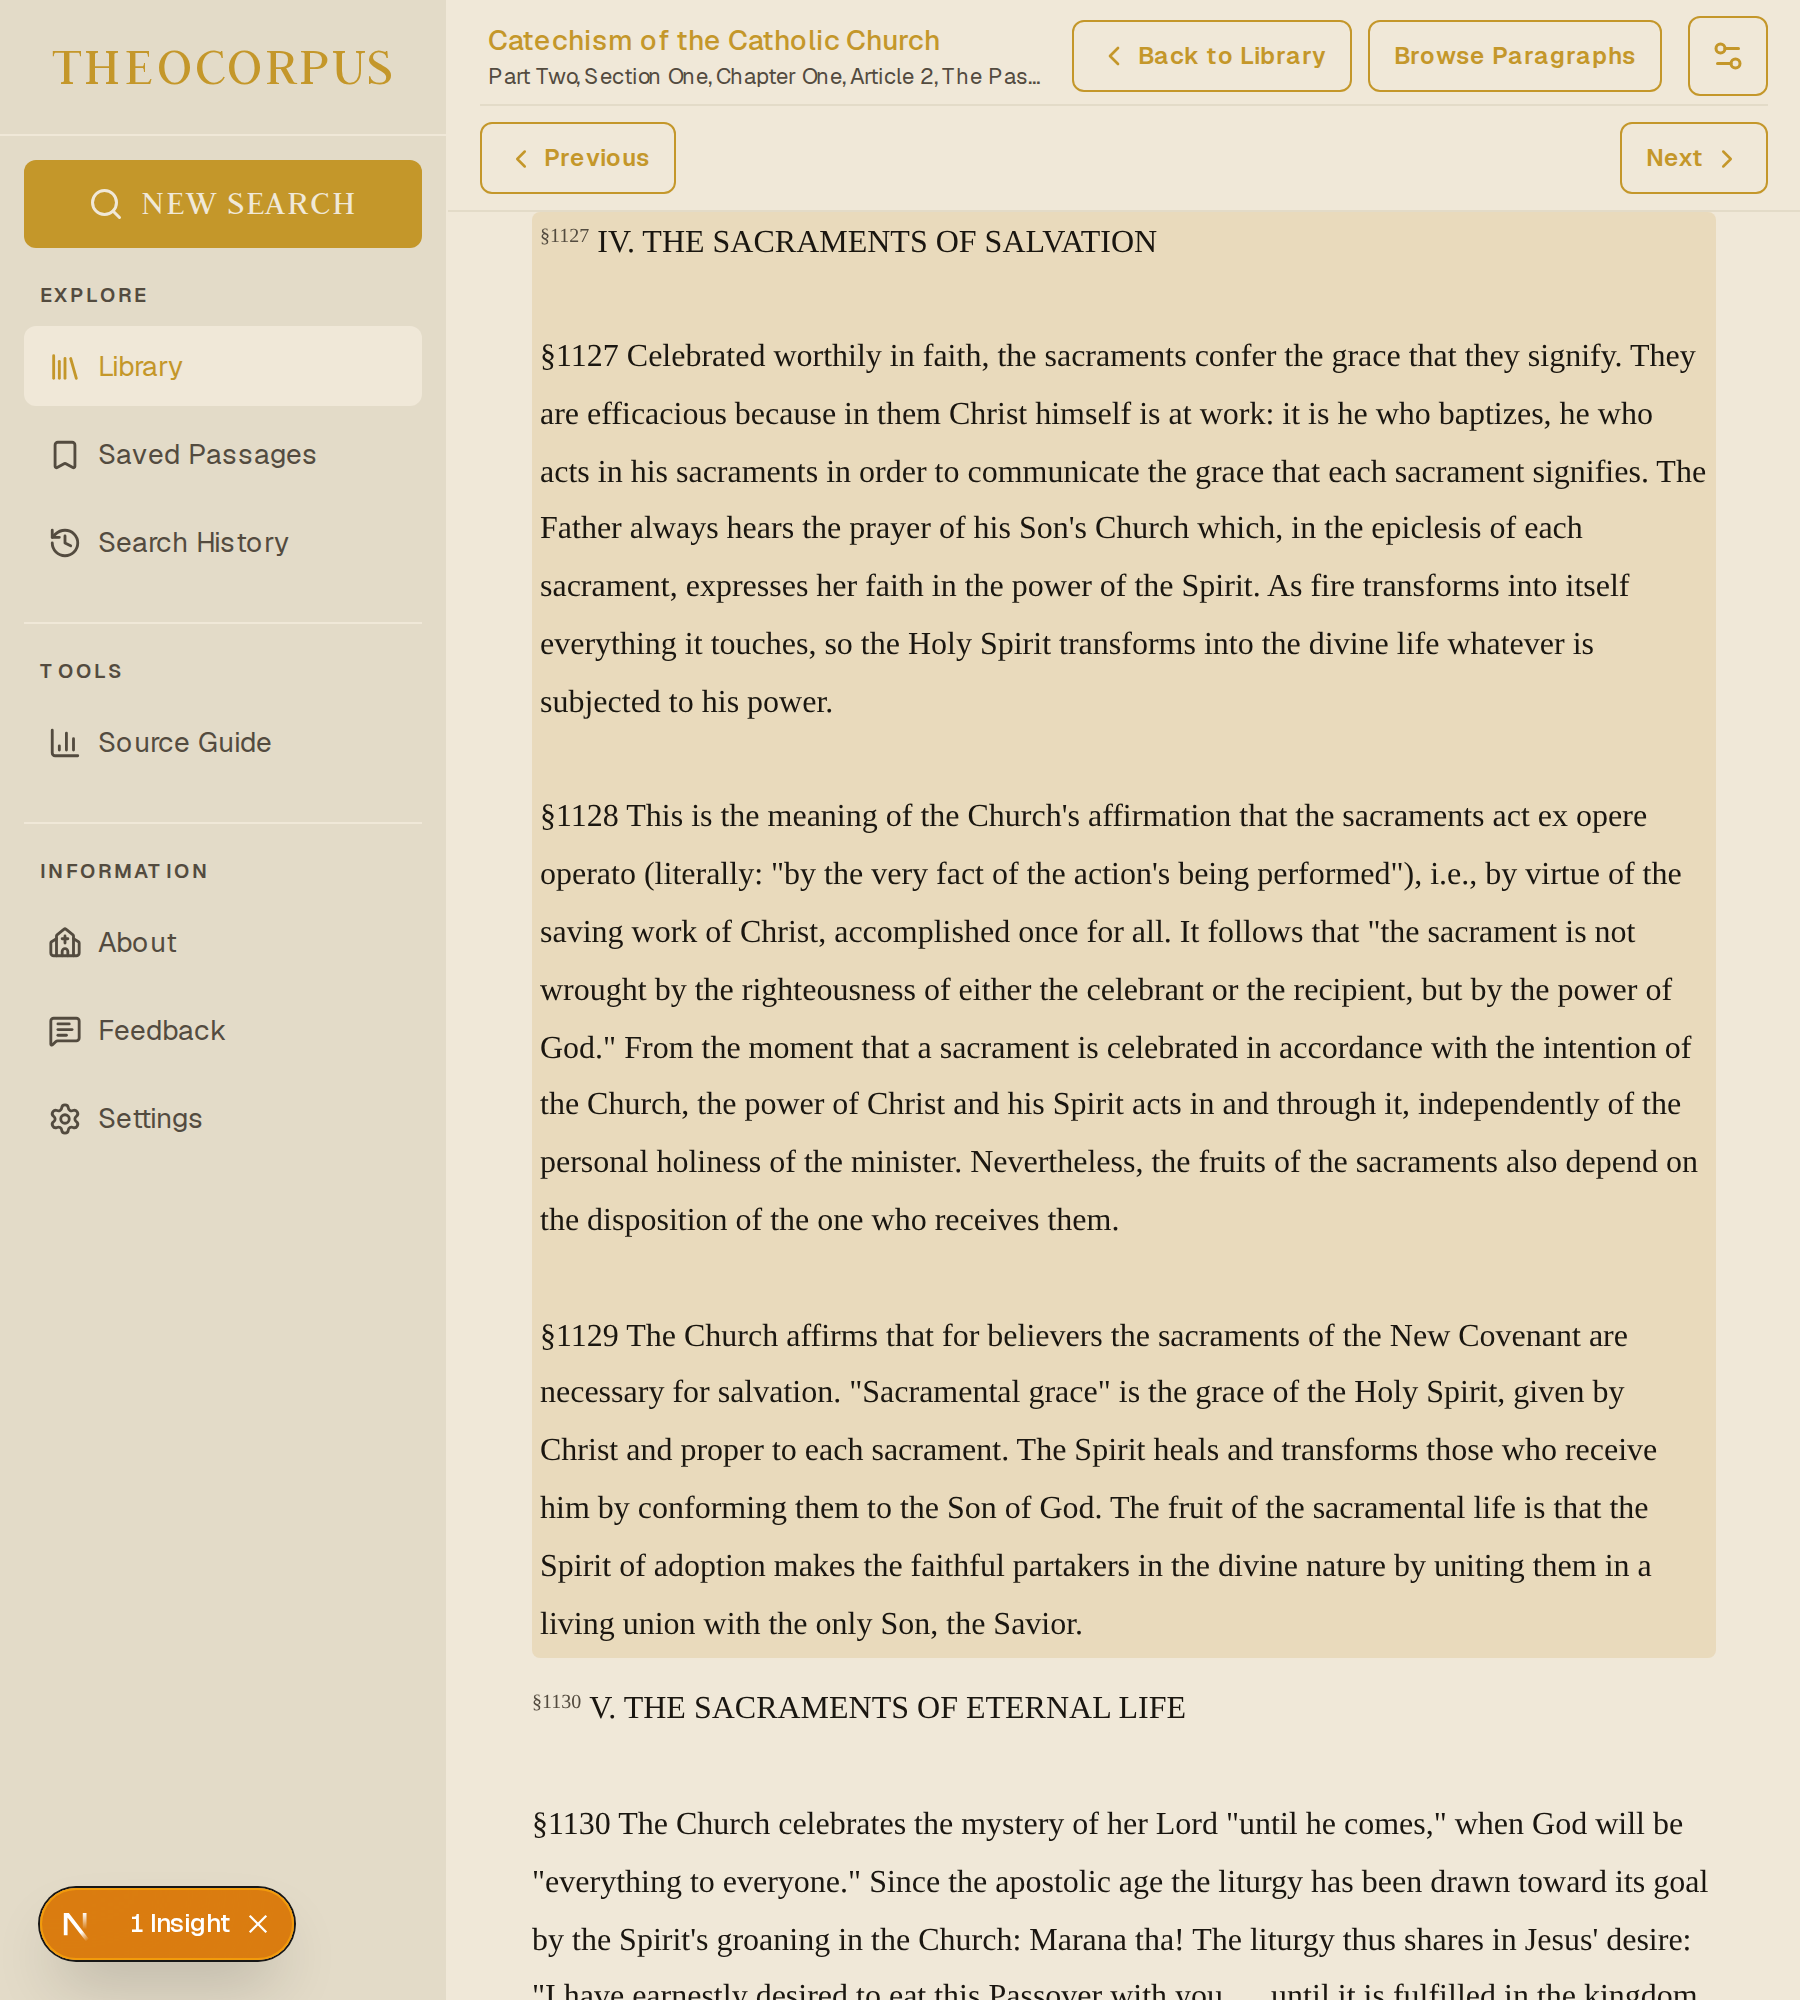 THEOCORPUS
NEW SEARCH
EXPLORE
Library
Saved Passages
Search History
TOOLS
Source Guide
INFORMATION
About
Feedback
Settings
N 1 Insight
Catechism of the Catholic Church
Part Two, Section One, Chapter One, Article 2, The Pas...
Back to Library
Browse Paragraphs
Previous
Next
§1127 IV. THE SACRAMENTS OF SALVATION
§1127 Celebrated worthily in faith, the sacraments confer the grace that they signify. They
are efficacious because in them Christ himself is at work: it is he who baptizes, he who
acts in his sacraments in order to communicate the grace that each sacrament signifies. The
Father always hears the prayer of his Son's Church which, in the epiclesis of each
sacrament, expresses her faith in the power of the Spirit. As fire transforms into itself
everything it touches, so the Holy Spirit transforms into the divine life whatever is
subjected to his power.
§1128 This is the meaning of the Church's affirmation that the sacraments act ex opere
operato (literally: "by the very fact of the action's being performed"), i.e., by virtue of the
saving work of Christ, accomplished once for all. It follows that "the sacrament is not
wrought by the righteousness of either the celebrant or the recipient, but by the power of
God." From the moment that a sacrament is celebrated in accordance with the intention of
the Church, the power of Christ and his Spirit acts in and through it, independently of the
personal holiness of the minister. Nevertheless, the fruits of the sacraments also depend on
the disposition of the one who receives them.
§1129 The Church affirms that for believers the sacraments of the New Covenant are
necessary for salvation. "Sacramental grace" is the grace of the Holy Spirit, given by
Christ and proper to each sacrament. The Spirit heals and transforms those who receive
him by conforming them to the Son of God. The fruit of the sacramental life is that the
Spirit of adoption makes the faithful partakers in the divine nature by uniting them in a
living union with the only Son, the Savior.
§1130 V. THE SACRAMENTS OF ETERNAL LIFE
§1130 The Church celebrates the mystery of her Lord "until he comes," when God will be
"everything to everyone." Since the apostolic age the liturgy has been drawn toward its goal
by the Spirit's groaning in the Church: Marana tha! The liturgy thus shares in Jesus' desire:
"I have earnestly desired to eat this Passover with you . . . until it is fulfilled in the kingdom